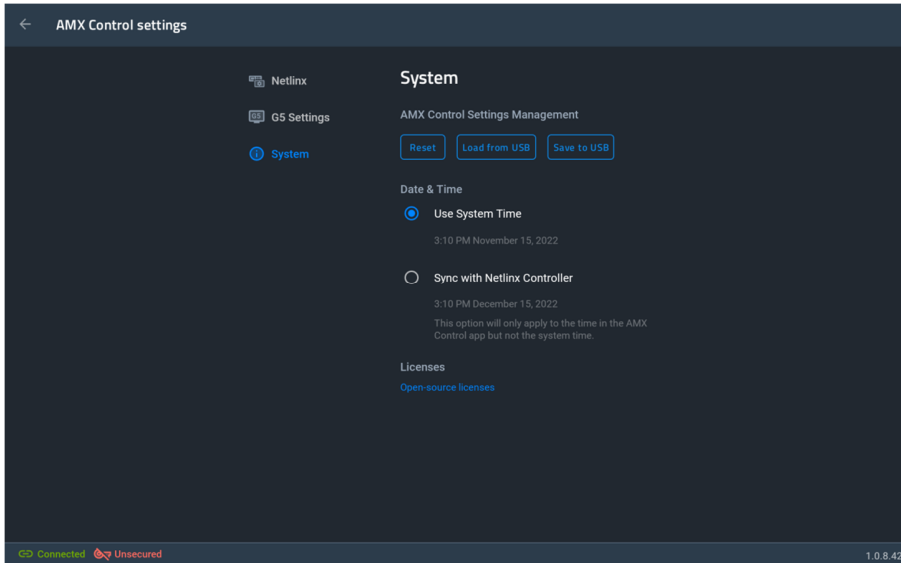 AMX Control settings
Netlinx
G5 G5 Settings
System
System
AMX Control Settings Management
Reset Load from USB Save to USB
Date & Time
Use System Time
3:10 PM November 15, 2022
Sync with Netlinx Controller
3:10 PM December 15, 2022
This option will only apply to the time in the AMX
Control app but not the system time.
Licenses
Open-source licenses
Connected Unsecured 1.0.8.42